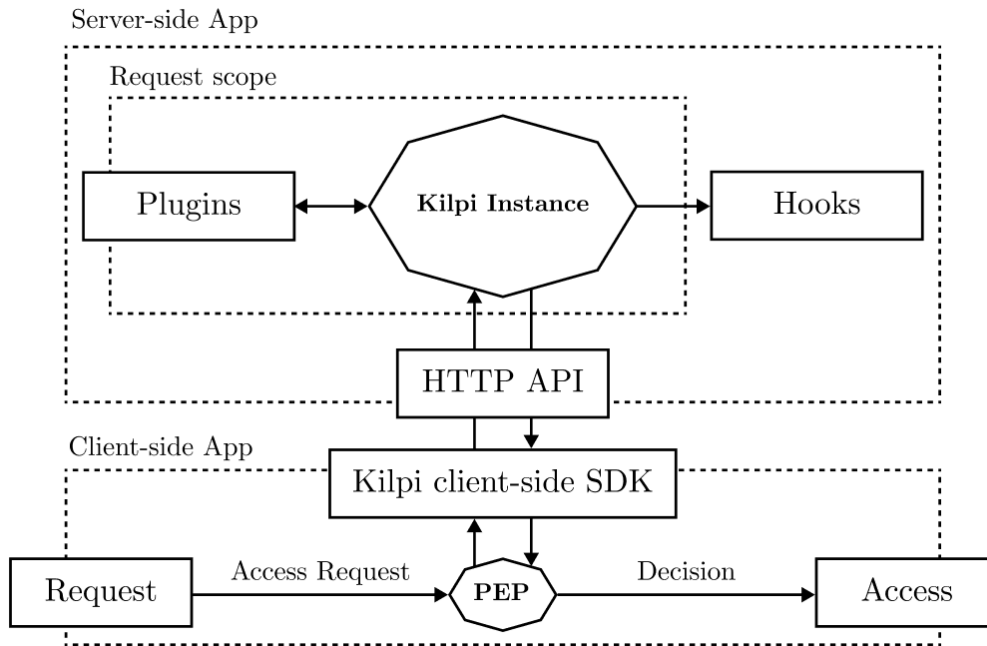 Server-side App
Request scope
Plugins
Kilpi Instance
Hooks
HTTP API
Client-side App
Kilpi client-side SDK
Request
Access Request
PEP
Decision
Access